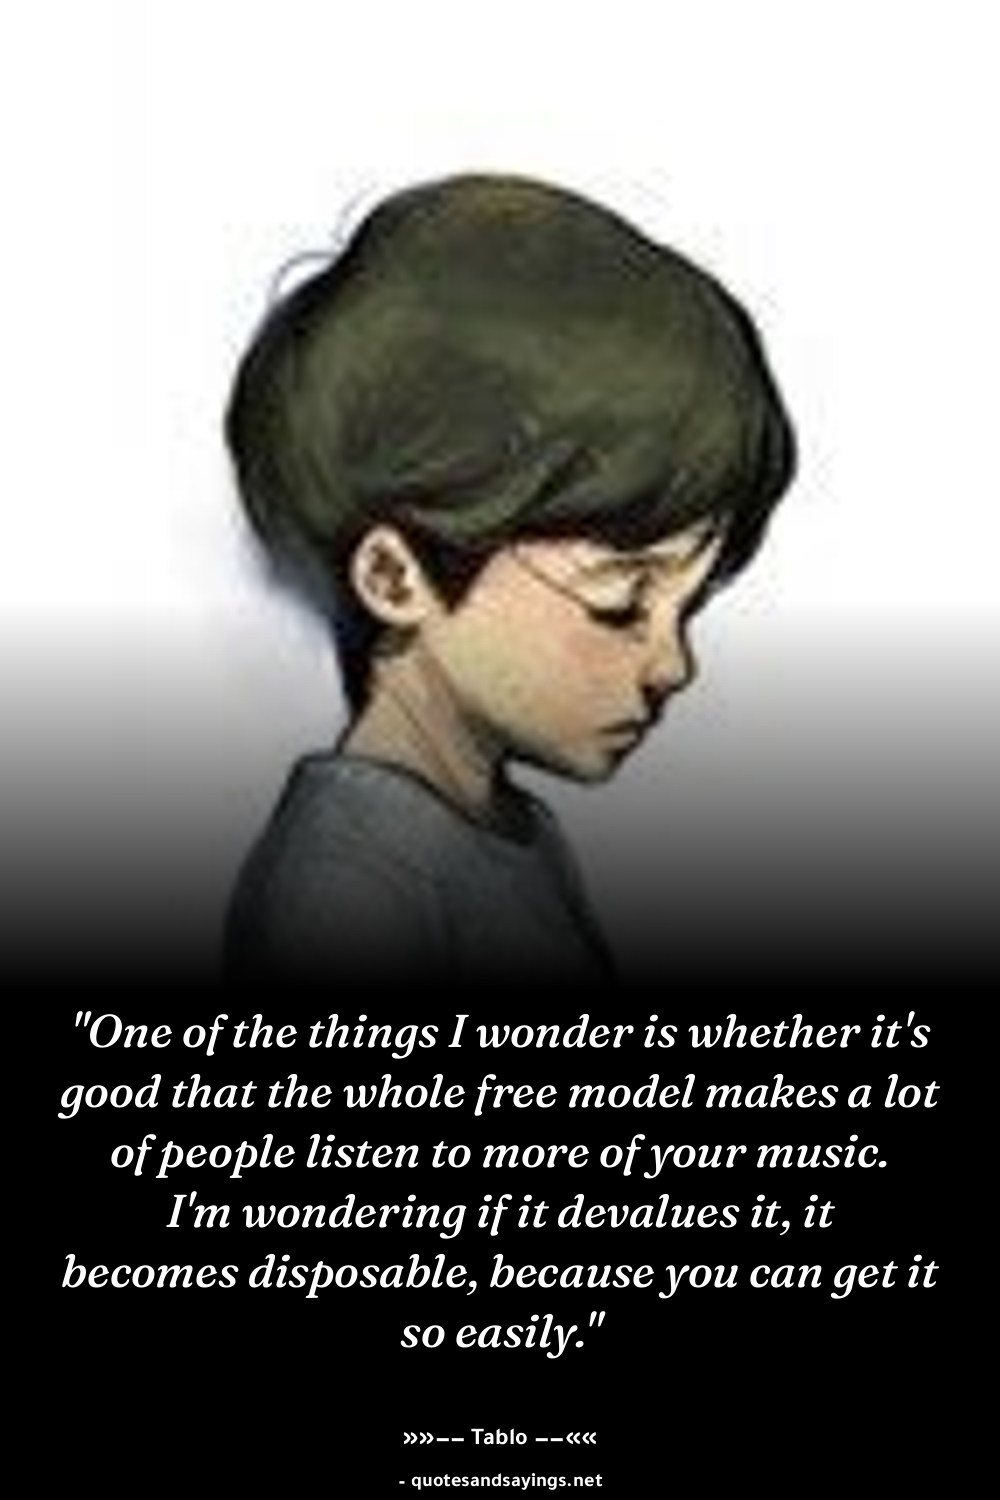 "One of the things I wonder is whether it's
good that the whole free model makes a lot
of people listen to more of your music.
I'm wondering if it devalues it, it
becomes disposable, because you can get it
so easily."
»»−− Tablo −−««
- quotesandsayings.net